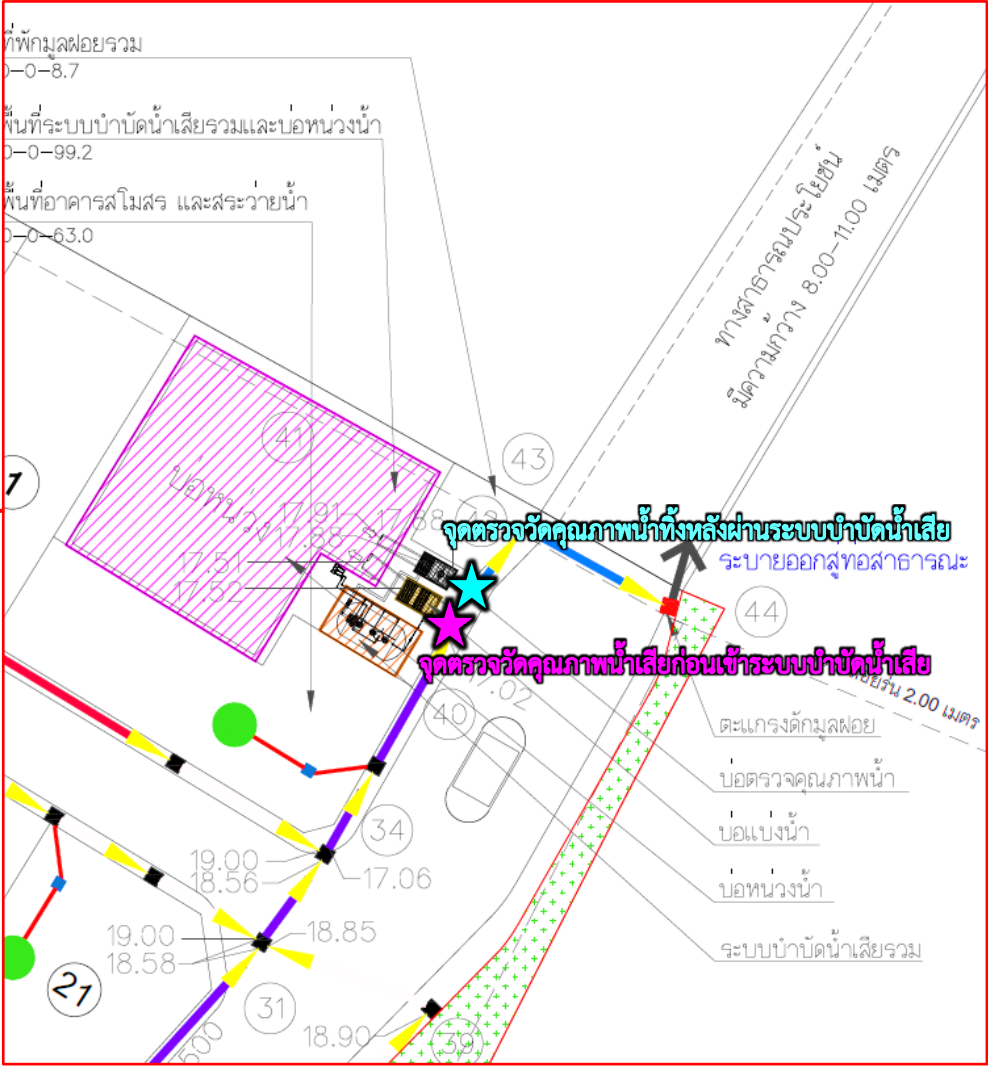 ที่พักมูลฝอยรวม
0-0-8.7
พื้นที่ระบบบำบัดน้ำเสียรวมและบ่อหน่วงน้ำ
0-0-99.2
พื้นที่อาคารสโมสร และสระว่ายน้ำ
0-0-63.0
ทางสาธารณประโยชน์
มีความกว้าง 8.00-11.00 เมตร
41
43
1
17.91
17.88
17.52
จุดตรวจวัดคุณภาพน้ำทิ้งหลังผ่านระบบบำบัดน้ำเสีย
ระบายออกสู่ท่อสาธารณะ
44
จุดตรวจวัดคุณภาพน้ำเสียก่อนเข้าระบบบำบัดน้ำเสีย
2.00 เมตร
17.02
40
ตะแกรงดักมูลฝอย
บ่อตรวจคุณภาพน้ำ
บ่อแบ่งน้ำ
บ่อหน่วงน้ำ
ระบบบำบัดน้ำเสียรวม
34
19.00
18.56
17.06
19.00
18.58
18.85
21
31
18.90
39